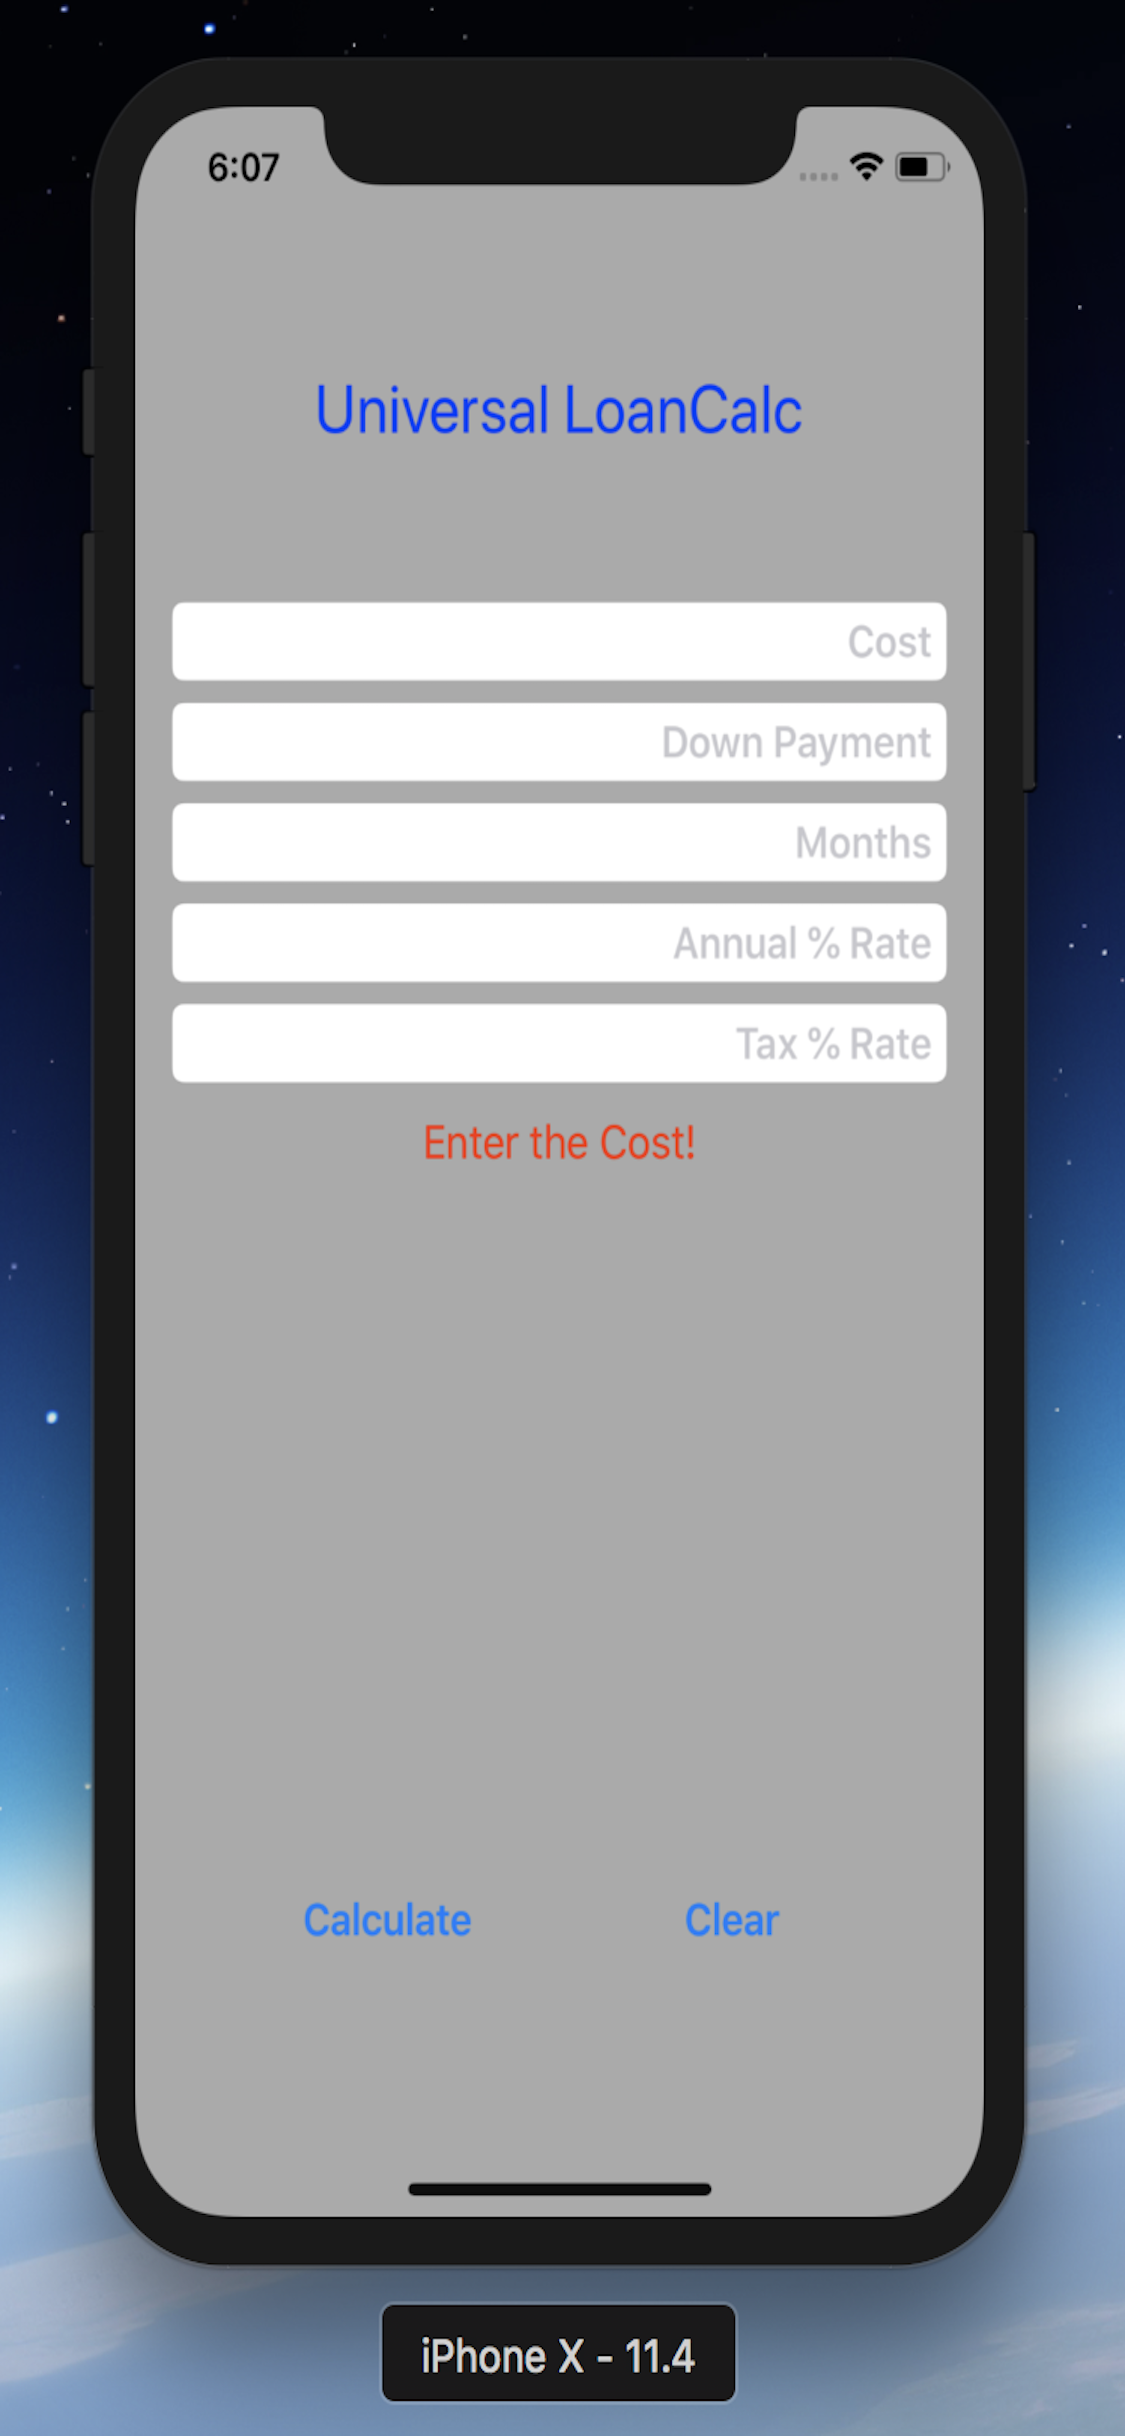 6:07
Universal LoanCalc
Cost
Down Payment
Months
Annual % Rate
Tax % Rate
Enter the Cost!
Calculate Clear
iPhone X - 11.4